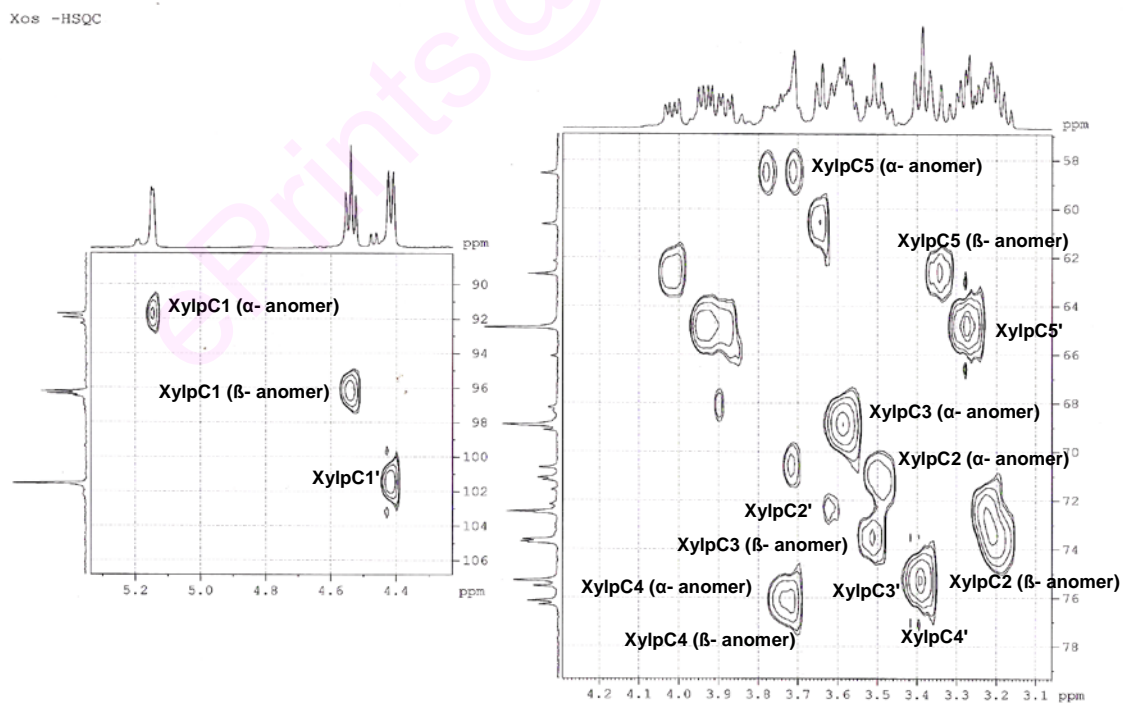 Xos -HSQC
ePrints@
ppm
XylpC1 (α- anomer)
XylpC1 (ß- anomer)
XylpC1'
90
92
94
96
98
100
102
104
106
5.2 5.0 4.8 4.6 4.4 ppm
ppm
XylpC5 (α- anomer)
XylpC5 (ß- anomer)
XylpC5'
XylpC3 (α- anomer)
XylpC2 (α- anomer)
XylpC2'
XylpC3 (ß- anomer)
XylpC4 (α- anomer)
XylpC3'
XylpC2 (ß- anomer)
XylpC4 (ß- anomer)
XylpC4'
58
60
62
64
66
68
70
72
74
76
78
4.2 4.1 4.0 3.9 3.8 3.7 3.6 3.5 3.4 3.3 3.2 3.1 ppm